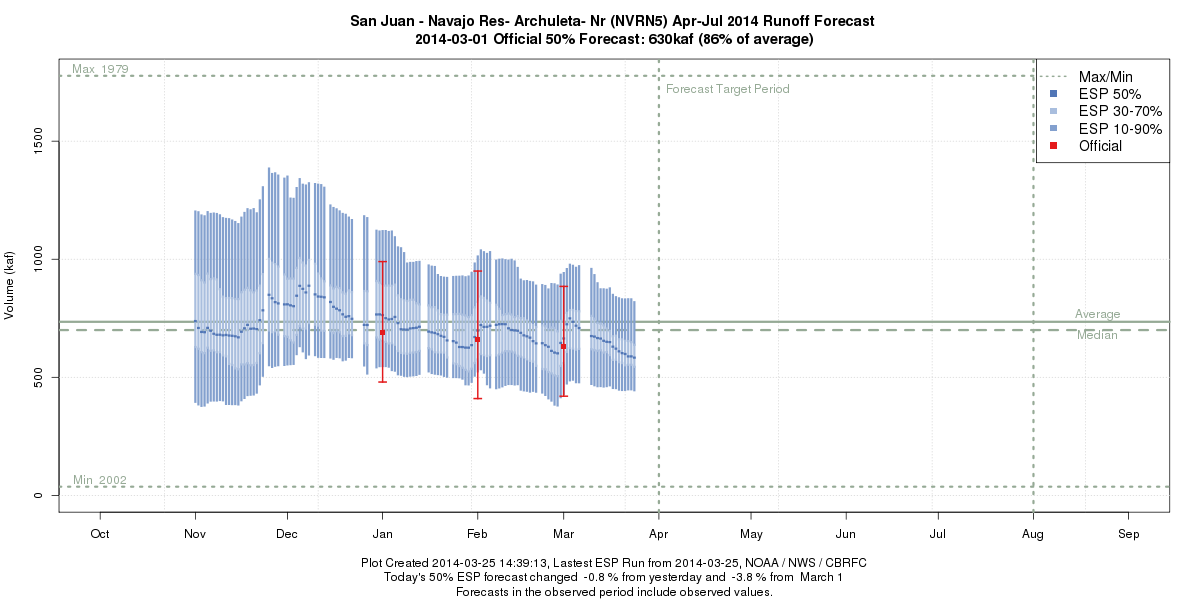 San Juan - Navajo Res- Archuleta- Nr (NVRN5) Apr-Jul 2014 Runoff Forecast
2014-03-01 Official 50% Forecast: 630kaf (86% of average)
Max 1979
Forecast Target Period
Max/Min
ESP 50%
ESP 30-70%
ESP 10-90%
Official
Volume (kaf)
1500
1000
500
0
Average
Median
Min 2002
Oct Nov Dec Jan Feb Mar Apr May Jun Jul Aug Sep
Plot Created 2014-03-25 14:39:13, Lastest ESP Run from 2014-03-25, NOAA / NWS / CBRFC
Today's 50% ESP forecast changed -0.8 % from yesterday and -3.8 % from March 1
Forecasts in the observed period include observed values.